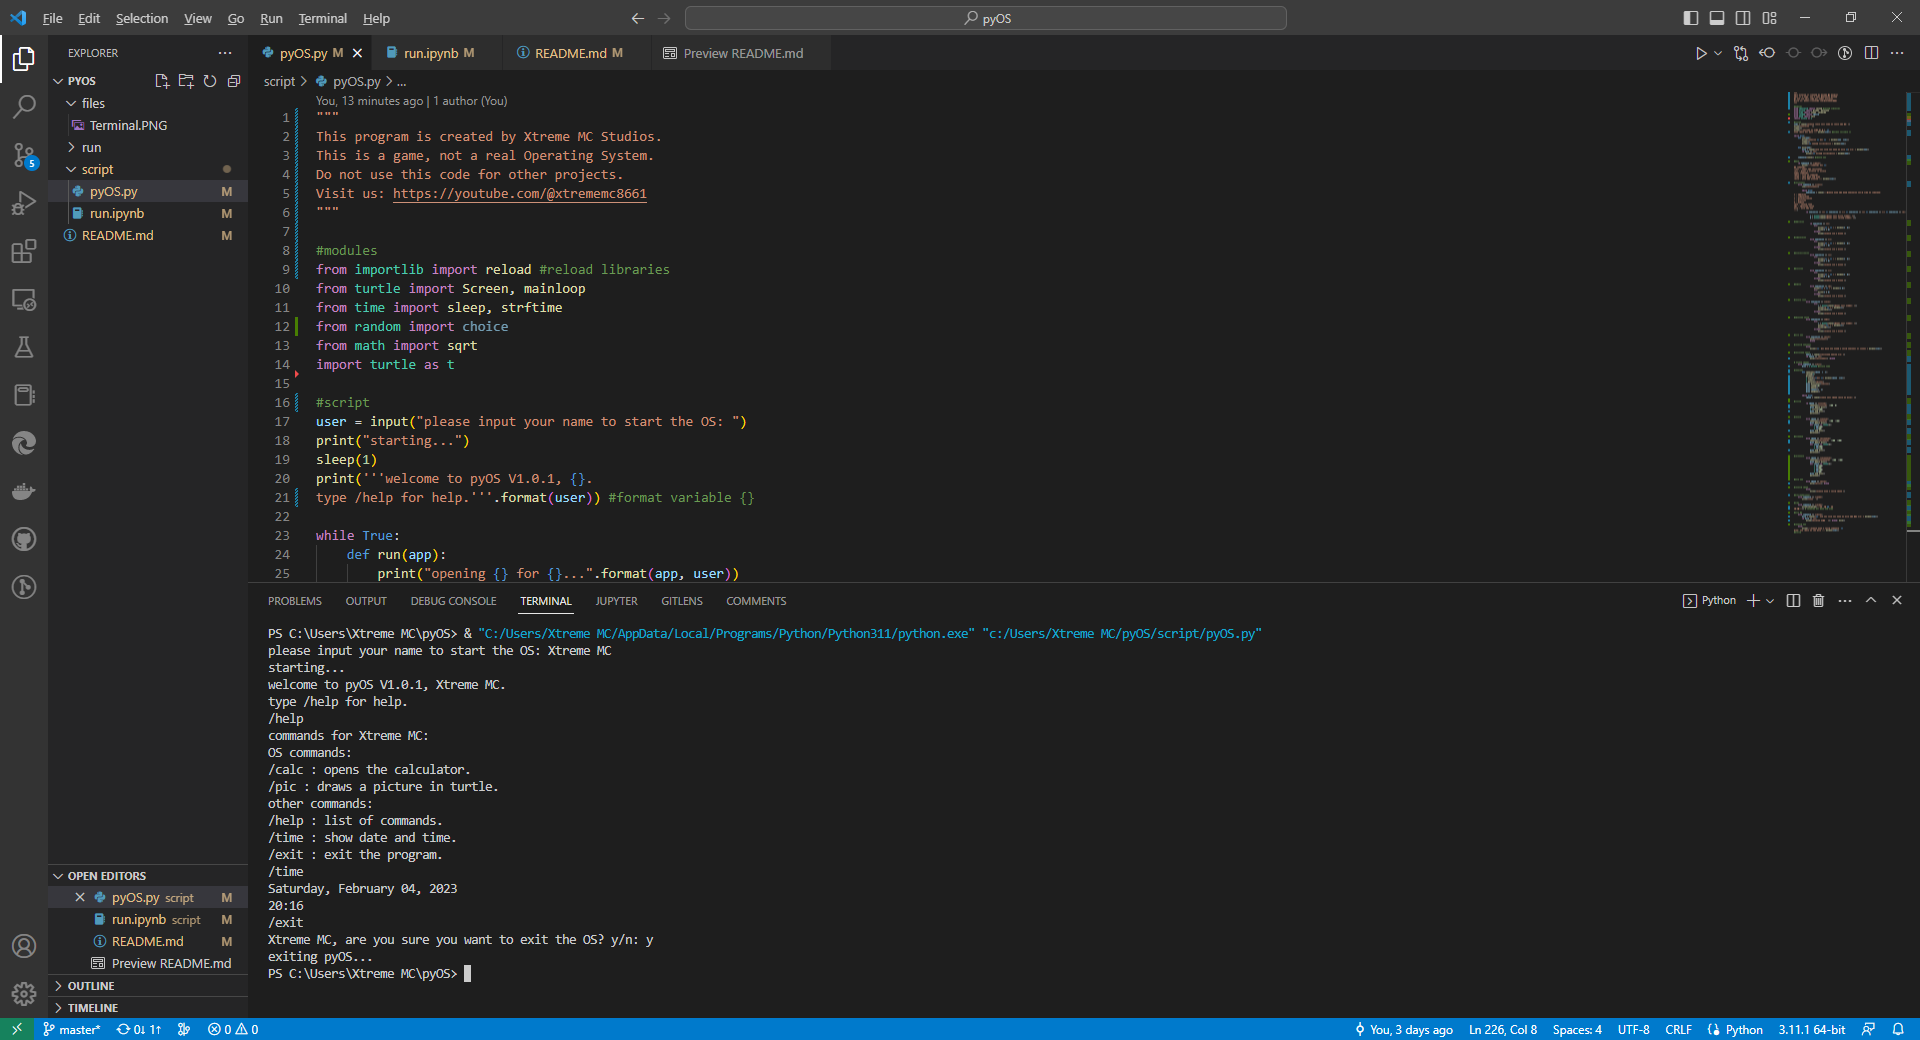 File Edit Selection View Go Run Terminal Help
pyOS
EXPLORER
PYOS
files
Terminal.PNG
run
script
pyOS.py M
run.ipynb M
README.md M
OPEN EDITORS
pyOS.py script M
run.ipynb script M
README.md M
Preview README.md
OUTLINE
TIMELINE
5
pyOS.py M
run.ipynb M
README.md M
Preview README.md
script > pyOS.py > ...
You, 13 minutes ago | 1 author (You)
1 """
2 This program is created by Xtreme MC Studios.
3 This is a game, not a real Operating System.
4 Do not use this code for other projects.
5 Visit us: https://youtube.com/@xtrememc8661
6 """
7
8 #modules
9 from importlib import reload #reload libraries
10 from turtle import Screen, mainloop
11 from time import sleep, strftime
12 from random import choice
13 from math import sqrt
14 import turtle as t
15
16 #script
17 user = input("please input your name to start the OS: ")
18 print("starting...")
19 sleep(1)
20 print('''welcome to pyOS V1.0.1, {}.
21 type /help for help.'''.format(user)) #format variable {}
22
23 while True:
24 def run(app):
25 print("opening {} for {}...".format(app, user))
PROBLEMS OUTPUT DEBUG CONSOLE TERMINAL JUPYTER GITLENS COMMENTS
Python
PS C:\Users\Xtreme MC\pyOS> & "C:/Users/Xtreme MC/AppData/Local/Programs/Python/Python311/python.exe" "c:/Users/Xtreme MC/pyOS/script/pyOS.py"
please input your name to start the OS: Xtreme MC
starting...
welcome to pyOS V1.0.1, Xtreme MC.
type /help for help.
/help
commands for Xtreme MC:
OS commands:
/calc : opens the calculator.
/pic : draws a picture in turtle.
other commands:
/help : list of commands.
/time : show date and time.
/exit : exit the program.
/time
Saturday, February 04, 2023
20:16
/exit
Xtreme MC, are you sure you want to exit the OS? y/n: y
exiting pyOS...
PS C:\Users\Xtreme MC\pyOS>
master* 0↓ 1↑ 0 0
You, 3 days ago Ln 226, Col 8 Spaces: 4 UTF-8 CRLF Python 3.11.1 64-bit